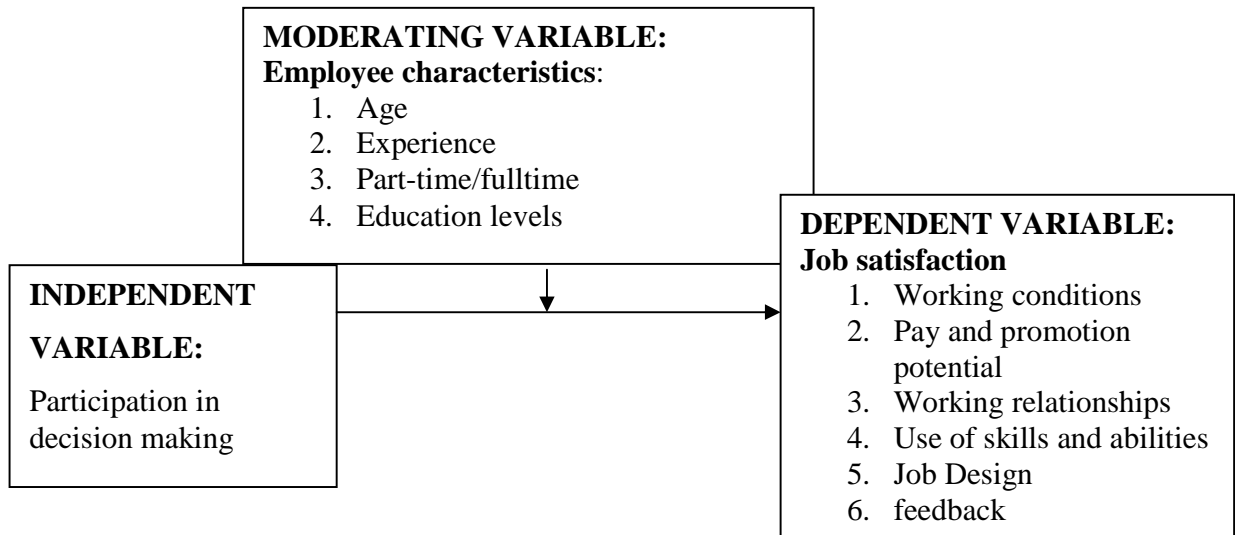 MODERATING VARIABLE:
Employee characteristics:
1. Age
2. Experience
3. Part-time/fulltime
4. Education levels
INDEPENDENT
VARIABLE:
Participation in
decision making
DEPENDENT VARIABLE:
Job satisfaction
1. Working conditions
2. Pay and promotion
potential
3. Working relationships
4. Use of skills and abilities
5. Job Design
6. feedback